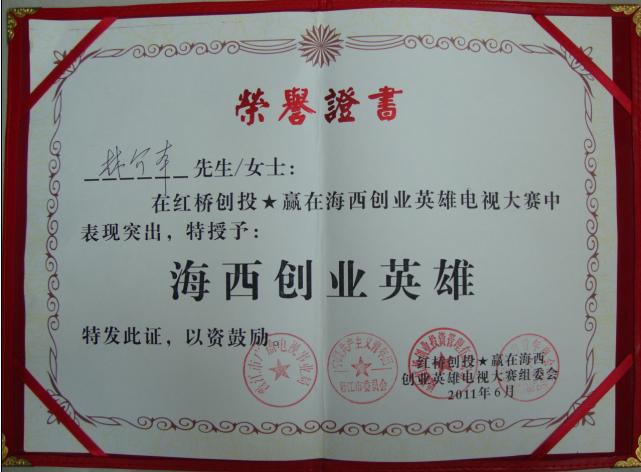 榮譽證書
先生/女士：
在红桥创投★赢在海西创业英雄电视大赛中
表现突出，特授予：
海西创业英雄
特发此证，以资鼓励。
红桥创投★赢在海西
创业英雄电视大赛组委会
2011年6月